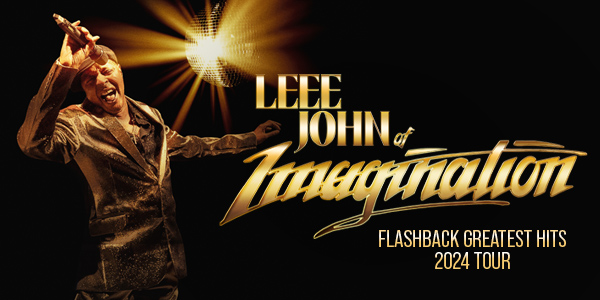 LEEE
JOHN of
Imagination
FLASHBACK GREATEST HITS
2024 TOUR